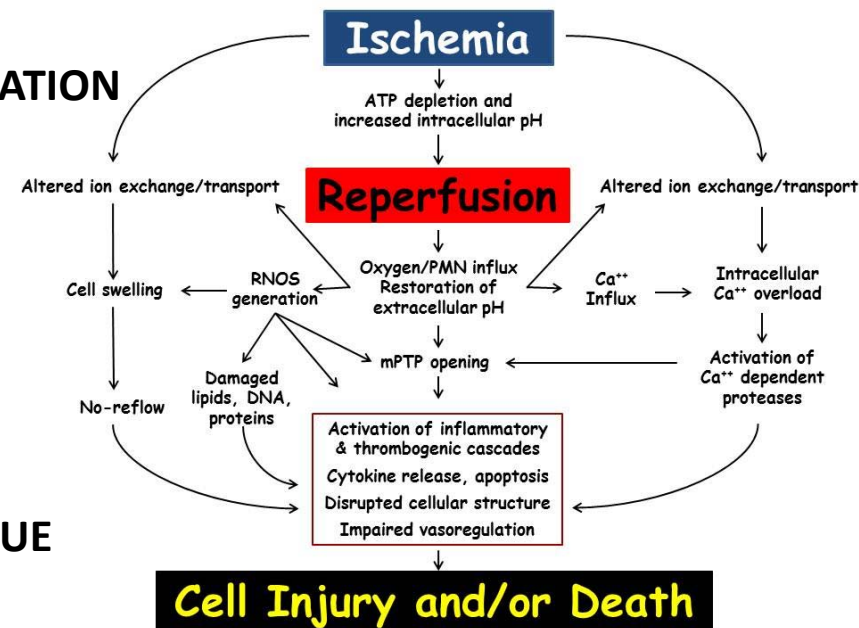 Ischemia
ATION
ATP depletion and
increased intracellular pH
Altered ion exchange/transport
Reperfusion
Altered ion exchange/transport
Cell swelling
RNOS
generation
Oxygen/PMN influx
Restoration of
extracellular pH
Ca⁺⁺
Influx
Intracellular
Ca⁺⁺ overload
mPTP opening
Activation of
Ca⁺⁺ dependent
proteases
No-reflow
Damaged
lipids, DNA,
proteins
Activation of inflammatory
& thrombogenic cascades
Cytokine release, apoptosis
Disrupted cellular structure
Impaired vasoregulation
UE
Cell Injury and/or Death